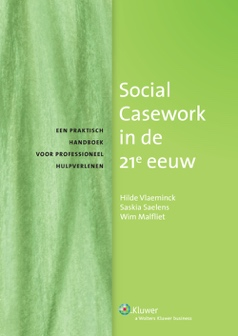 Social
Casework
in de
21e eeuw
EEN PRAKTISCH
HANDBOEK
VOOR PROFESSIONEEL
HULPVERLENEN
Hilde Vlaeminck
Saskia Saelens
Wim Malfliet
Kluwer
a Wolters Kluwer business